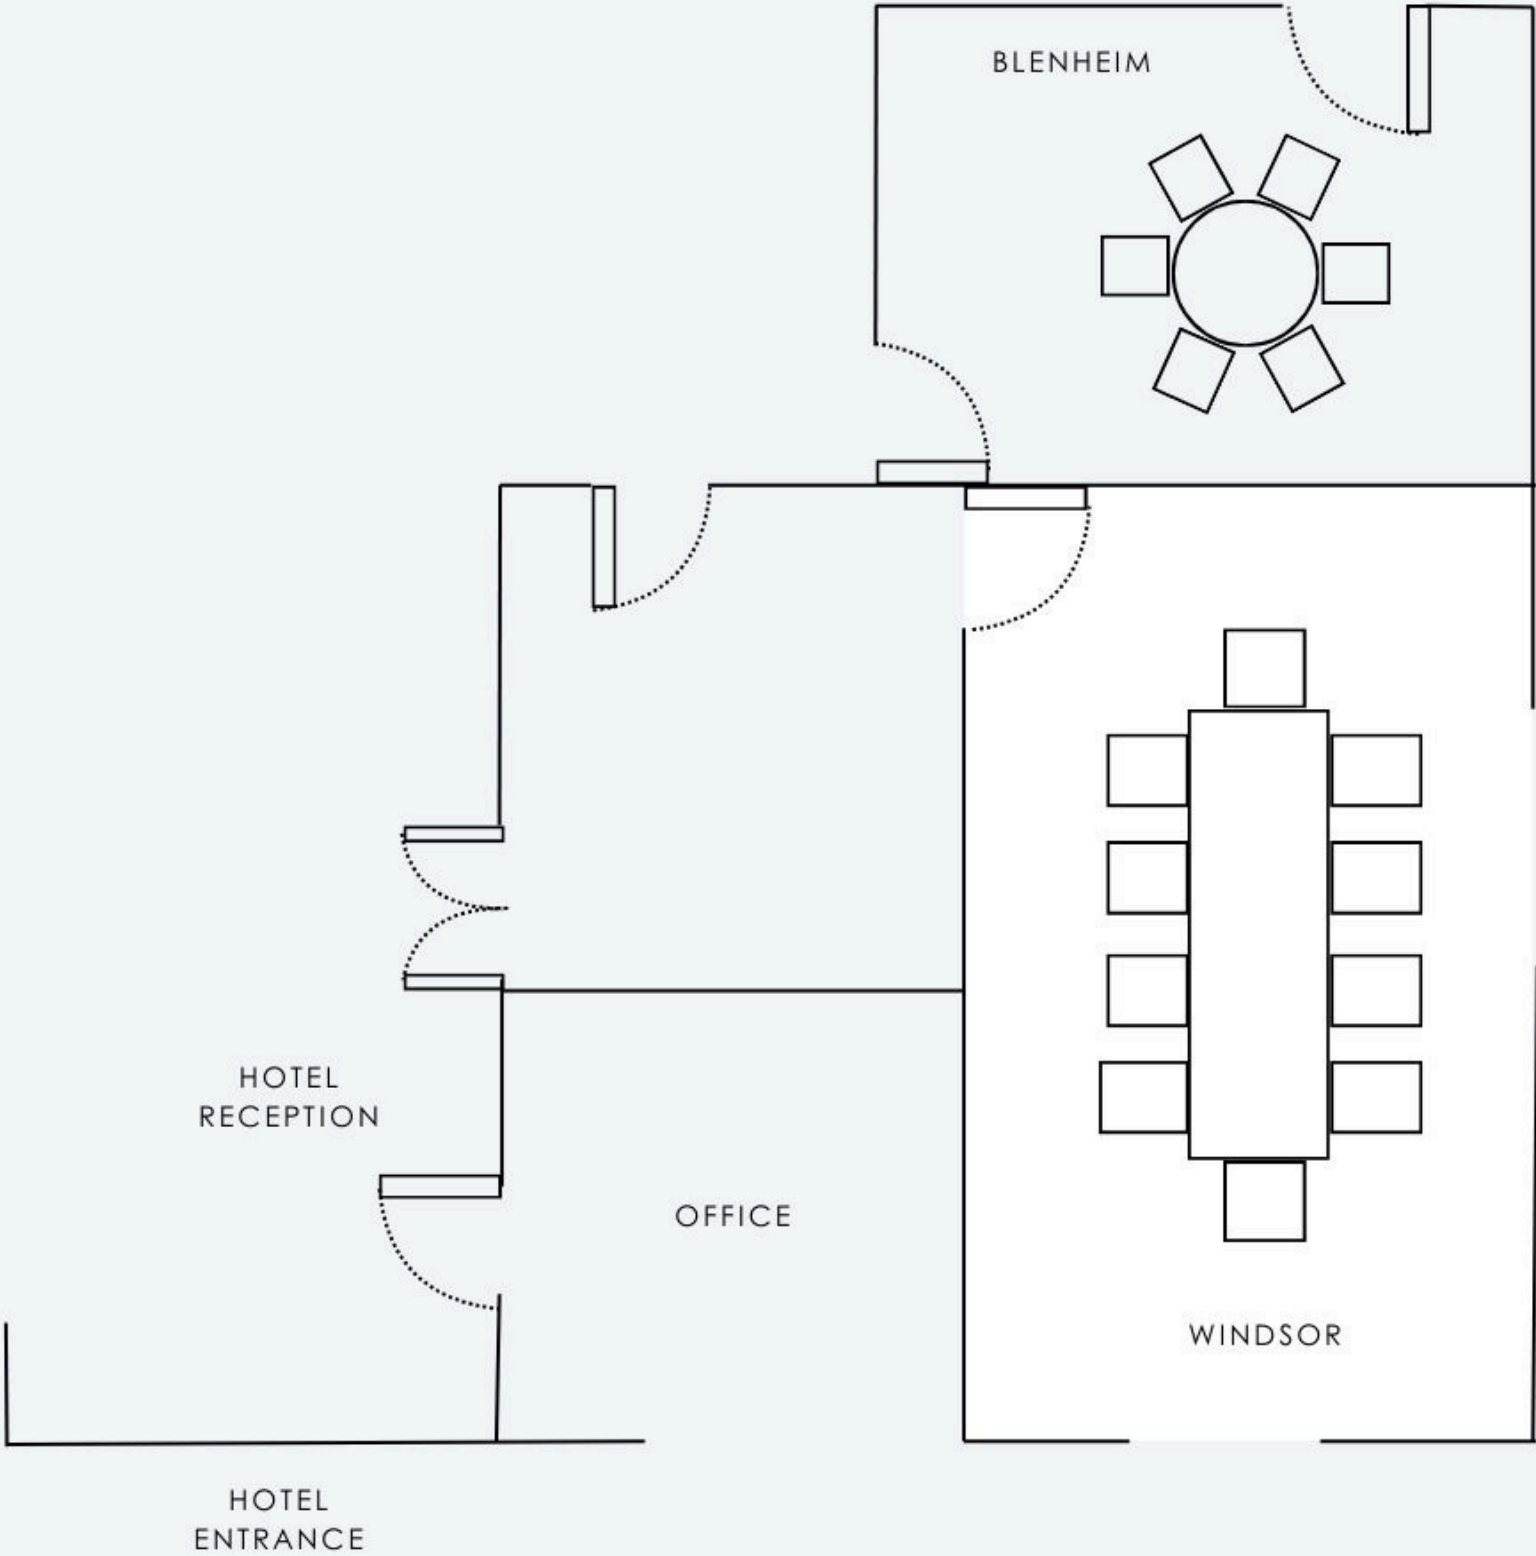 BLENHEIM
HOTEL
RECEPTION
OFFICE
WINDSOR
HOTEL
ENTRANCE